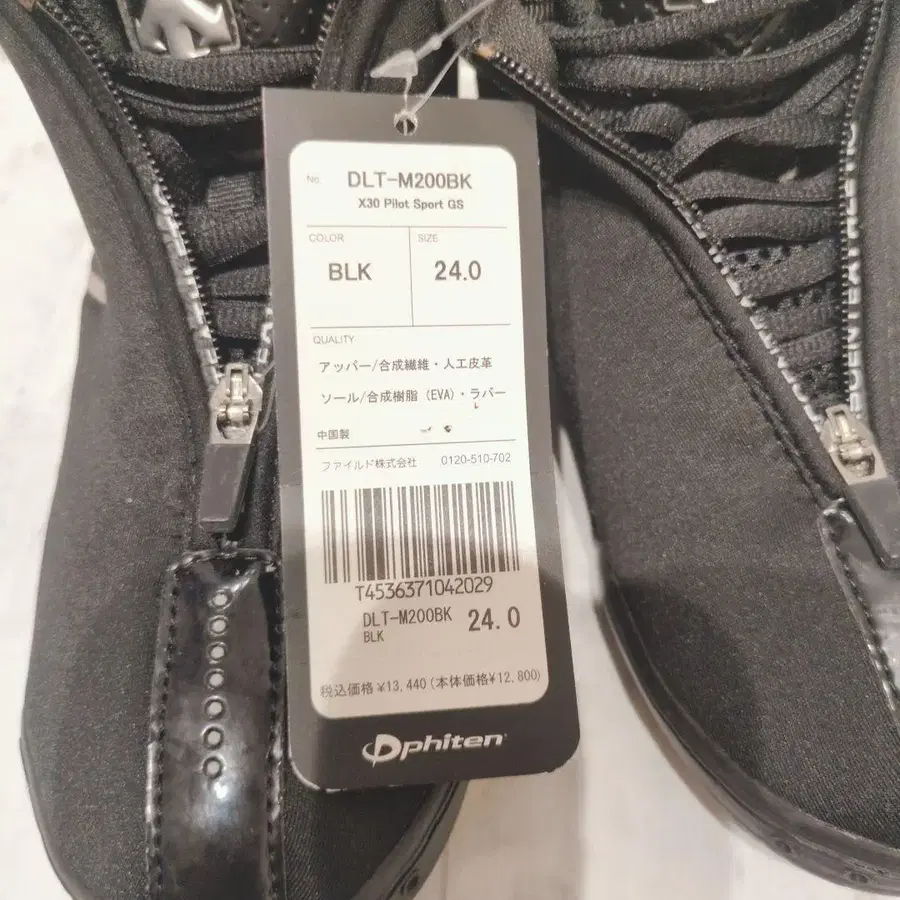 No. DLT-M200BK
X30 Pilot Sport GS
COLOR SIZE
BLK 24.0
QUALITY
アッパー/合成繊維・人工皮革
ソール/合成樹脂 (EVA)・ラバー
中国製
ファイルド株式会社 0120-510-702
T4536371042029
DLT-M200BK 24.0
BLK
税込価格 ¥13,440 (本体価格¥12,800)
phiten